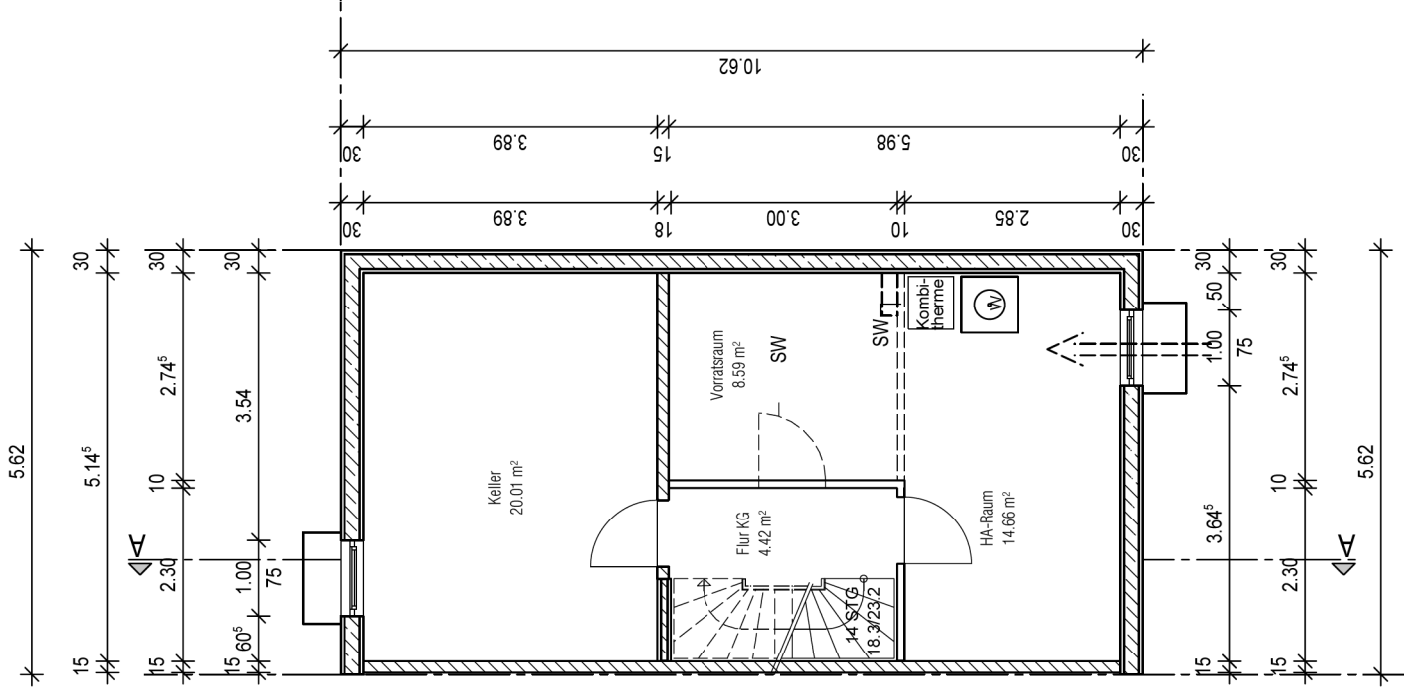 10.62
30
3.89
15
5.98
30
30
3.89
18
3.00
10
2.85
30
5.62
30
5.14⁵
15
30
2.74⁵
10
2.30
15
30
3.54
1.00
75
60⁵
15
A
Keller
20.01 m²
Vorratsraum
8.59 m²
SW
SW
Kombi-
therme
W
Flur KG
4.42 m²
HA-Raum
14.66 m²
14 STG
18.3/23.2
30
50
1.00
75
3.64⁵
15
30
2.74⁵
10
2.30
15
5.62
A